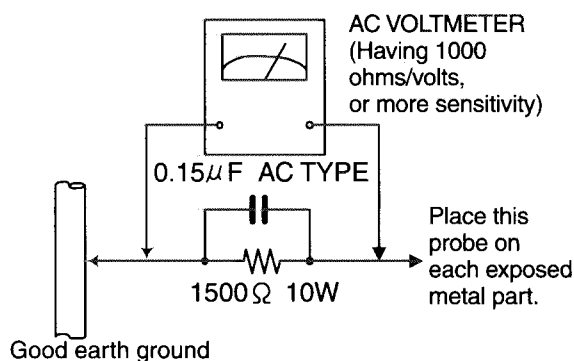 AC VOLTMETER
(Having 1000
ohms/volts,
or more sensitivity)
0.15μF AC TYPE
Place this
probe on
each exposed
metal part.
1500Ω 10W
Good earth ground